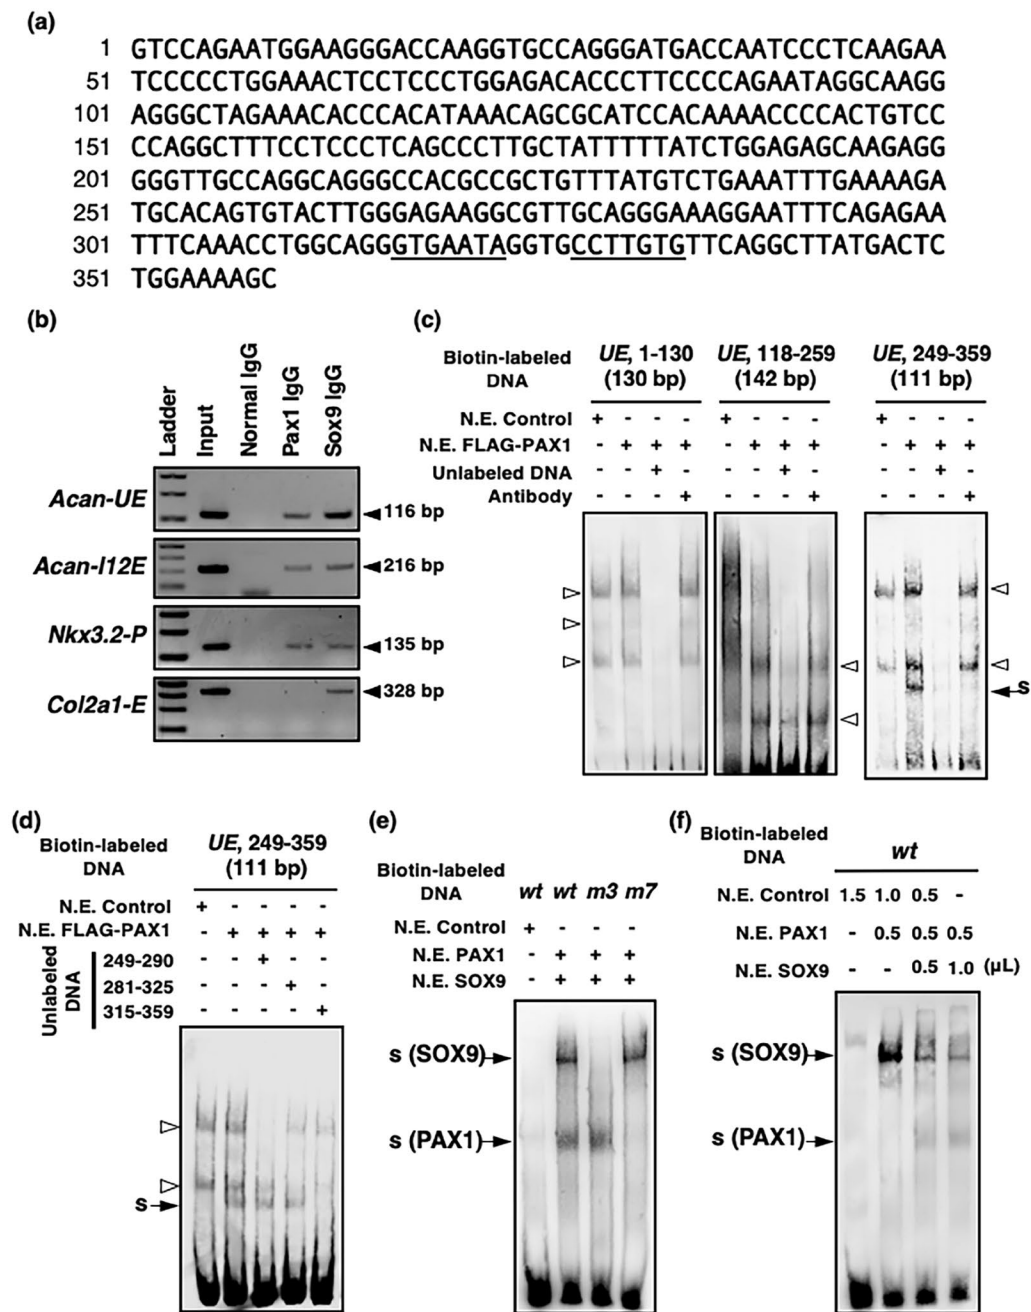 (a)
1 GTCCAGAATGGAAGGGACCAAGGTGCCAGGGATGACCAATCCCTCAAGAA
51 TCCCCCTGGAAACTCCTCCCTGGAGACACCCTTCCCCAGAATAGGCAAGG
101 AGGGCTAGAAACACCCACATAAACAGCGCATCCACAAAACCCCACTGTCC
151 CCAGGCTTTCCTCCCTCAGCCCTTGCTATTTTTATCTGGAGAGCAAGAGG
201 GGGTTGCCAGGCAGGGCCACGCCGCTGTTTATGTCTGAAATTTGAAAAGA
251 TGCACAGTGTACTTGGGAGAAGGCGTTGCAGGGAAAGGAATTTCAGAGAA
301 TTTCAAACCTGGCAGGGTGAATAGGTGCCTTGTGTTCAGGCTTATGACTC
351 TGGAAAAGC
(b)
Ladder Input Normal IgG Pax1 IgG Sox9 IgG
Acan-UE 116 bp
Acan-I12E 216 bp
Nkx3.2-P 135 bp
Col2a1-E 328 bp
(c)
Biotin-labeled DNA UE, 1-130 (130 bp) UE, 118-259 (142 bp) UE, 249-359 (111 bp)
N.E. Control + - - - + - - - + - - -
N.E. FLAG-PAX1 - + + + - + + + - + + +
Unlabeled DNA - - + - - - + - - - + -
Antibody - - - + - - - + - - - +
s
(d)
Biotin-labeled DNA UE, 249-359 (111 bp)
N.E. Control + - - - -
N.E. FLAG-PAX1 - + + + +
Unlabeled DNA
249-290 - - + - -
281-325 - - - + -
315-359 - - - - +
s
(e)
Biotin-labeled DNA wt wt m3 m7
N.E. Control + - - -
N.E. PAX1 - + + +
N.E. SOX9 - + + +
s (SOX9)
s (PAX1)
(f)
Biotin-labeled DNA wt
N.E. Control 1.5 1.0 0.5 -
N.E. PAX1 - 0.5 0.5 0.5
N.E. SOX9 - - 0.5 1.0 (µL)
s (SOX9)
s (PAX1)